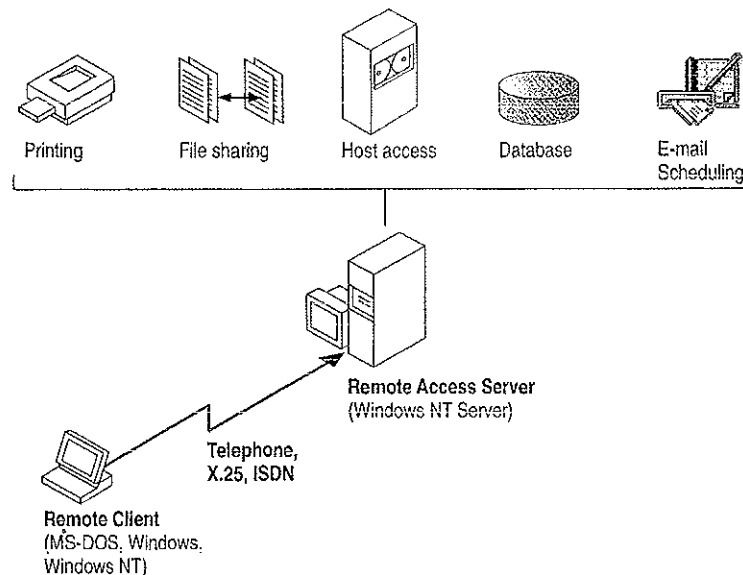 Printing
File sharing
Host access
Database
E-mail
Scheduling
Remote Access Server
(Windows NT Server)
Telephone,
X.25, ISDN
Remote Client
(MS-DOS, Windows,
Windows NT)